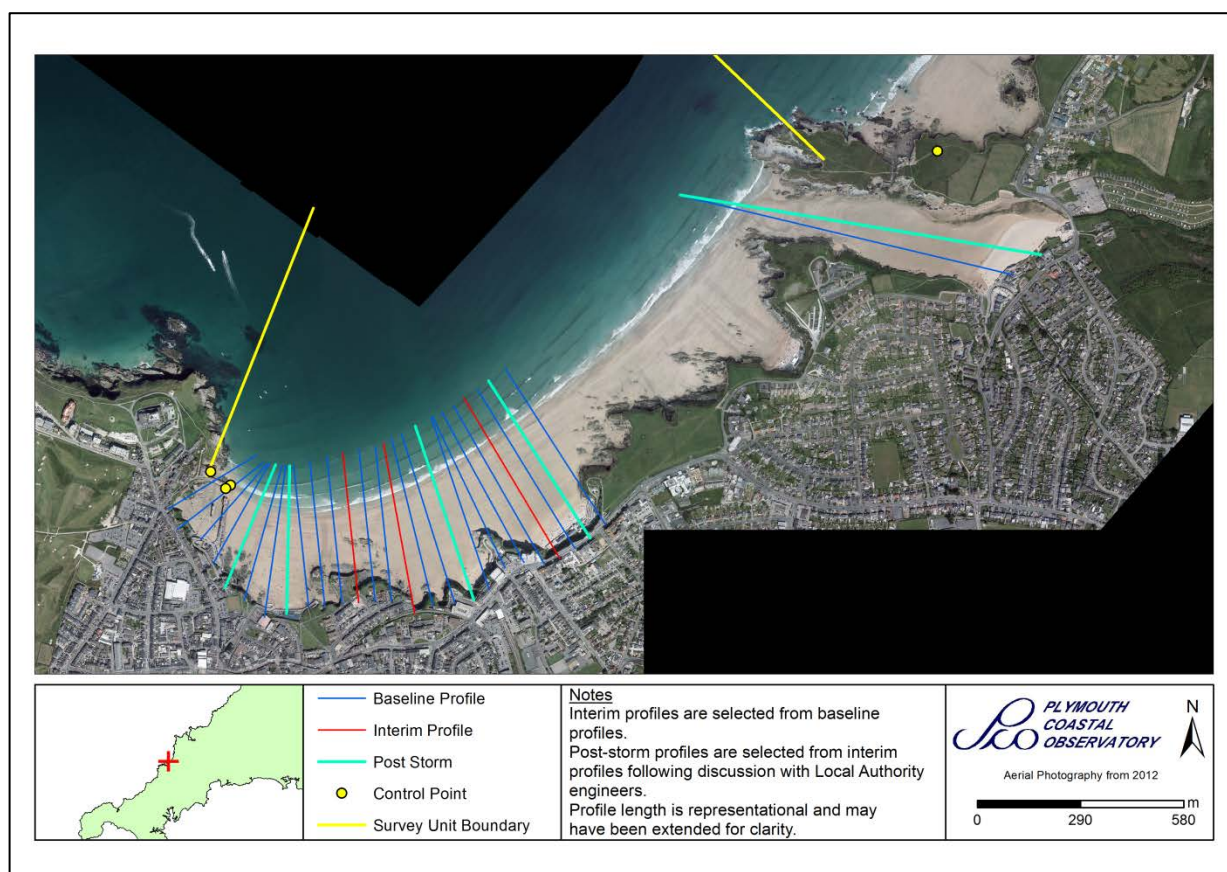 Baseline Profile
Interim Profile
Post Storm
Control Point
Survey Unit Boundary
Notes
Interim profiles are selected from baseline
profiles.
Post-storm profiles are selected from interim
profiles following discussion with Local Authority
engineers.
Profile length is representational and may
have been extended for clarity.
PCO
PLYMOUTH
COASTAL
OBSERVATORY
N
Aerial Photography from 2012
m
0 290 580